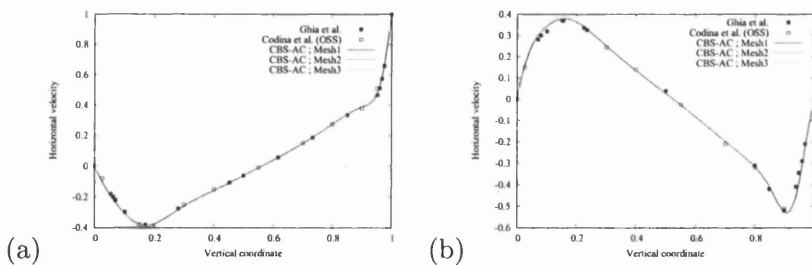 Ghia et al.
Codina et al. (OSS)
CBS-AC ; Mesh1
CBS-AC ; Mesh2
CBS-AC ; Mesh3
1
0.8
0.6
0.4
0.2
0
-0.2
-0.4
Horizontal velocity
0 0.2 0.4 0.6 0.8 1
Vertical coordinate
(a)
Ghia et al.
Codina et al. (OSS)
CBS-AC ; Mesh1
CBS-AC ; Mesh2
CBS-AC ; Mesh3
0.4
0.3
0.2
0.1
0
-0.1
-0.2
-0.3
-0.4
-0.5
-0.6
Horizontal velocity
0 0.2 0.4 0.6 0.8
Vertical coordinate
(b)